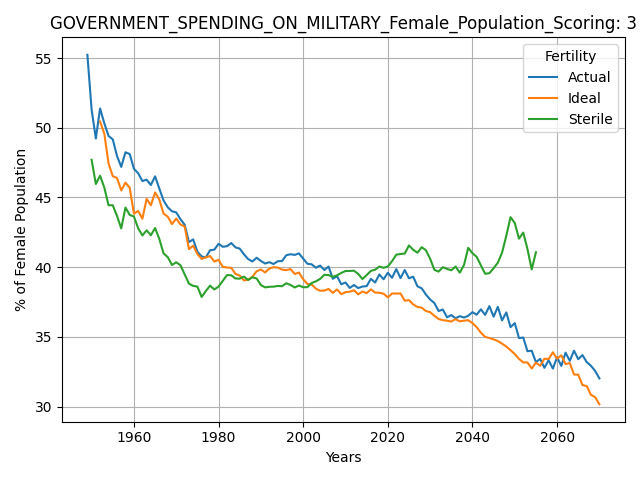 GOVERNMENT_SPENDING_ON_MILITARY_Female_Population_Scoring: 3
Fertility
Actual
Ideal
Sterile
% of Female Population
55
50
45
40
35
30
1960 1980 2000 2020 2040 2060
Years